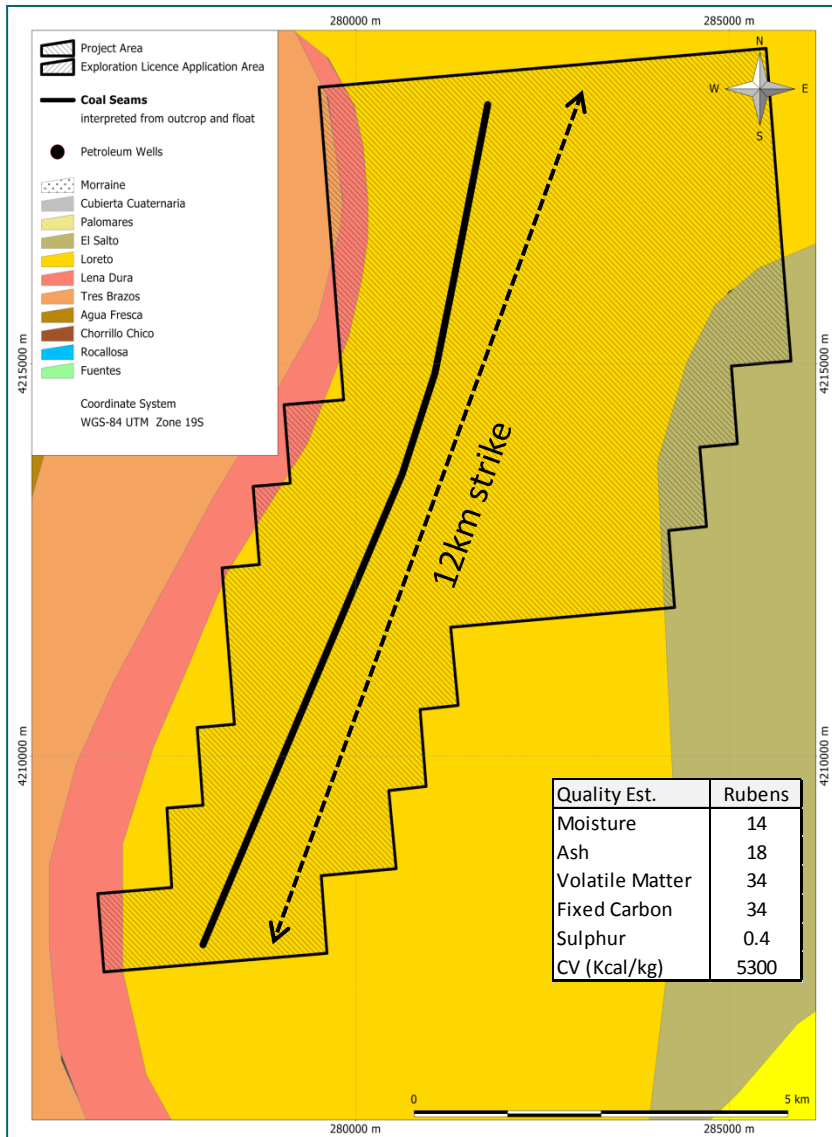 280000 m
285000 m
Project Area
Exploration Licence Application Area
Coal Seams
interpreted from outcrop and float
Petroleum Wells
Morraine
Cubierta Cuaternaria
Palomares
El Salto
Loreto
Lena Dura
Tres Brazos
Agua Fresca
Chorrillo Chico
Rocallosa
Fuentes
Coordinate System
WGS-84 UTM Zone 19S
N
W
E
S
4215000 m
4215000 m
12km strike
4210000 m
4210000 m
Quality Est. Rubens
Moisture 14
Ash 18
Volatile Matter 34
Fixed Carbon 34
Sulphur 0.4
CV (Kcal/kg) 5300
0
5 km
280000 m
285000 m